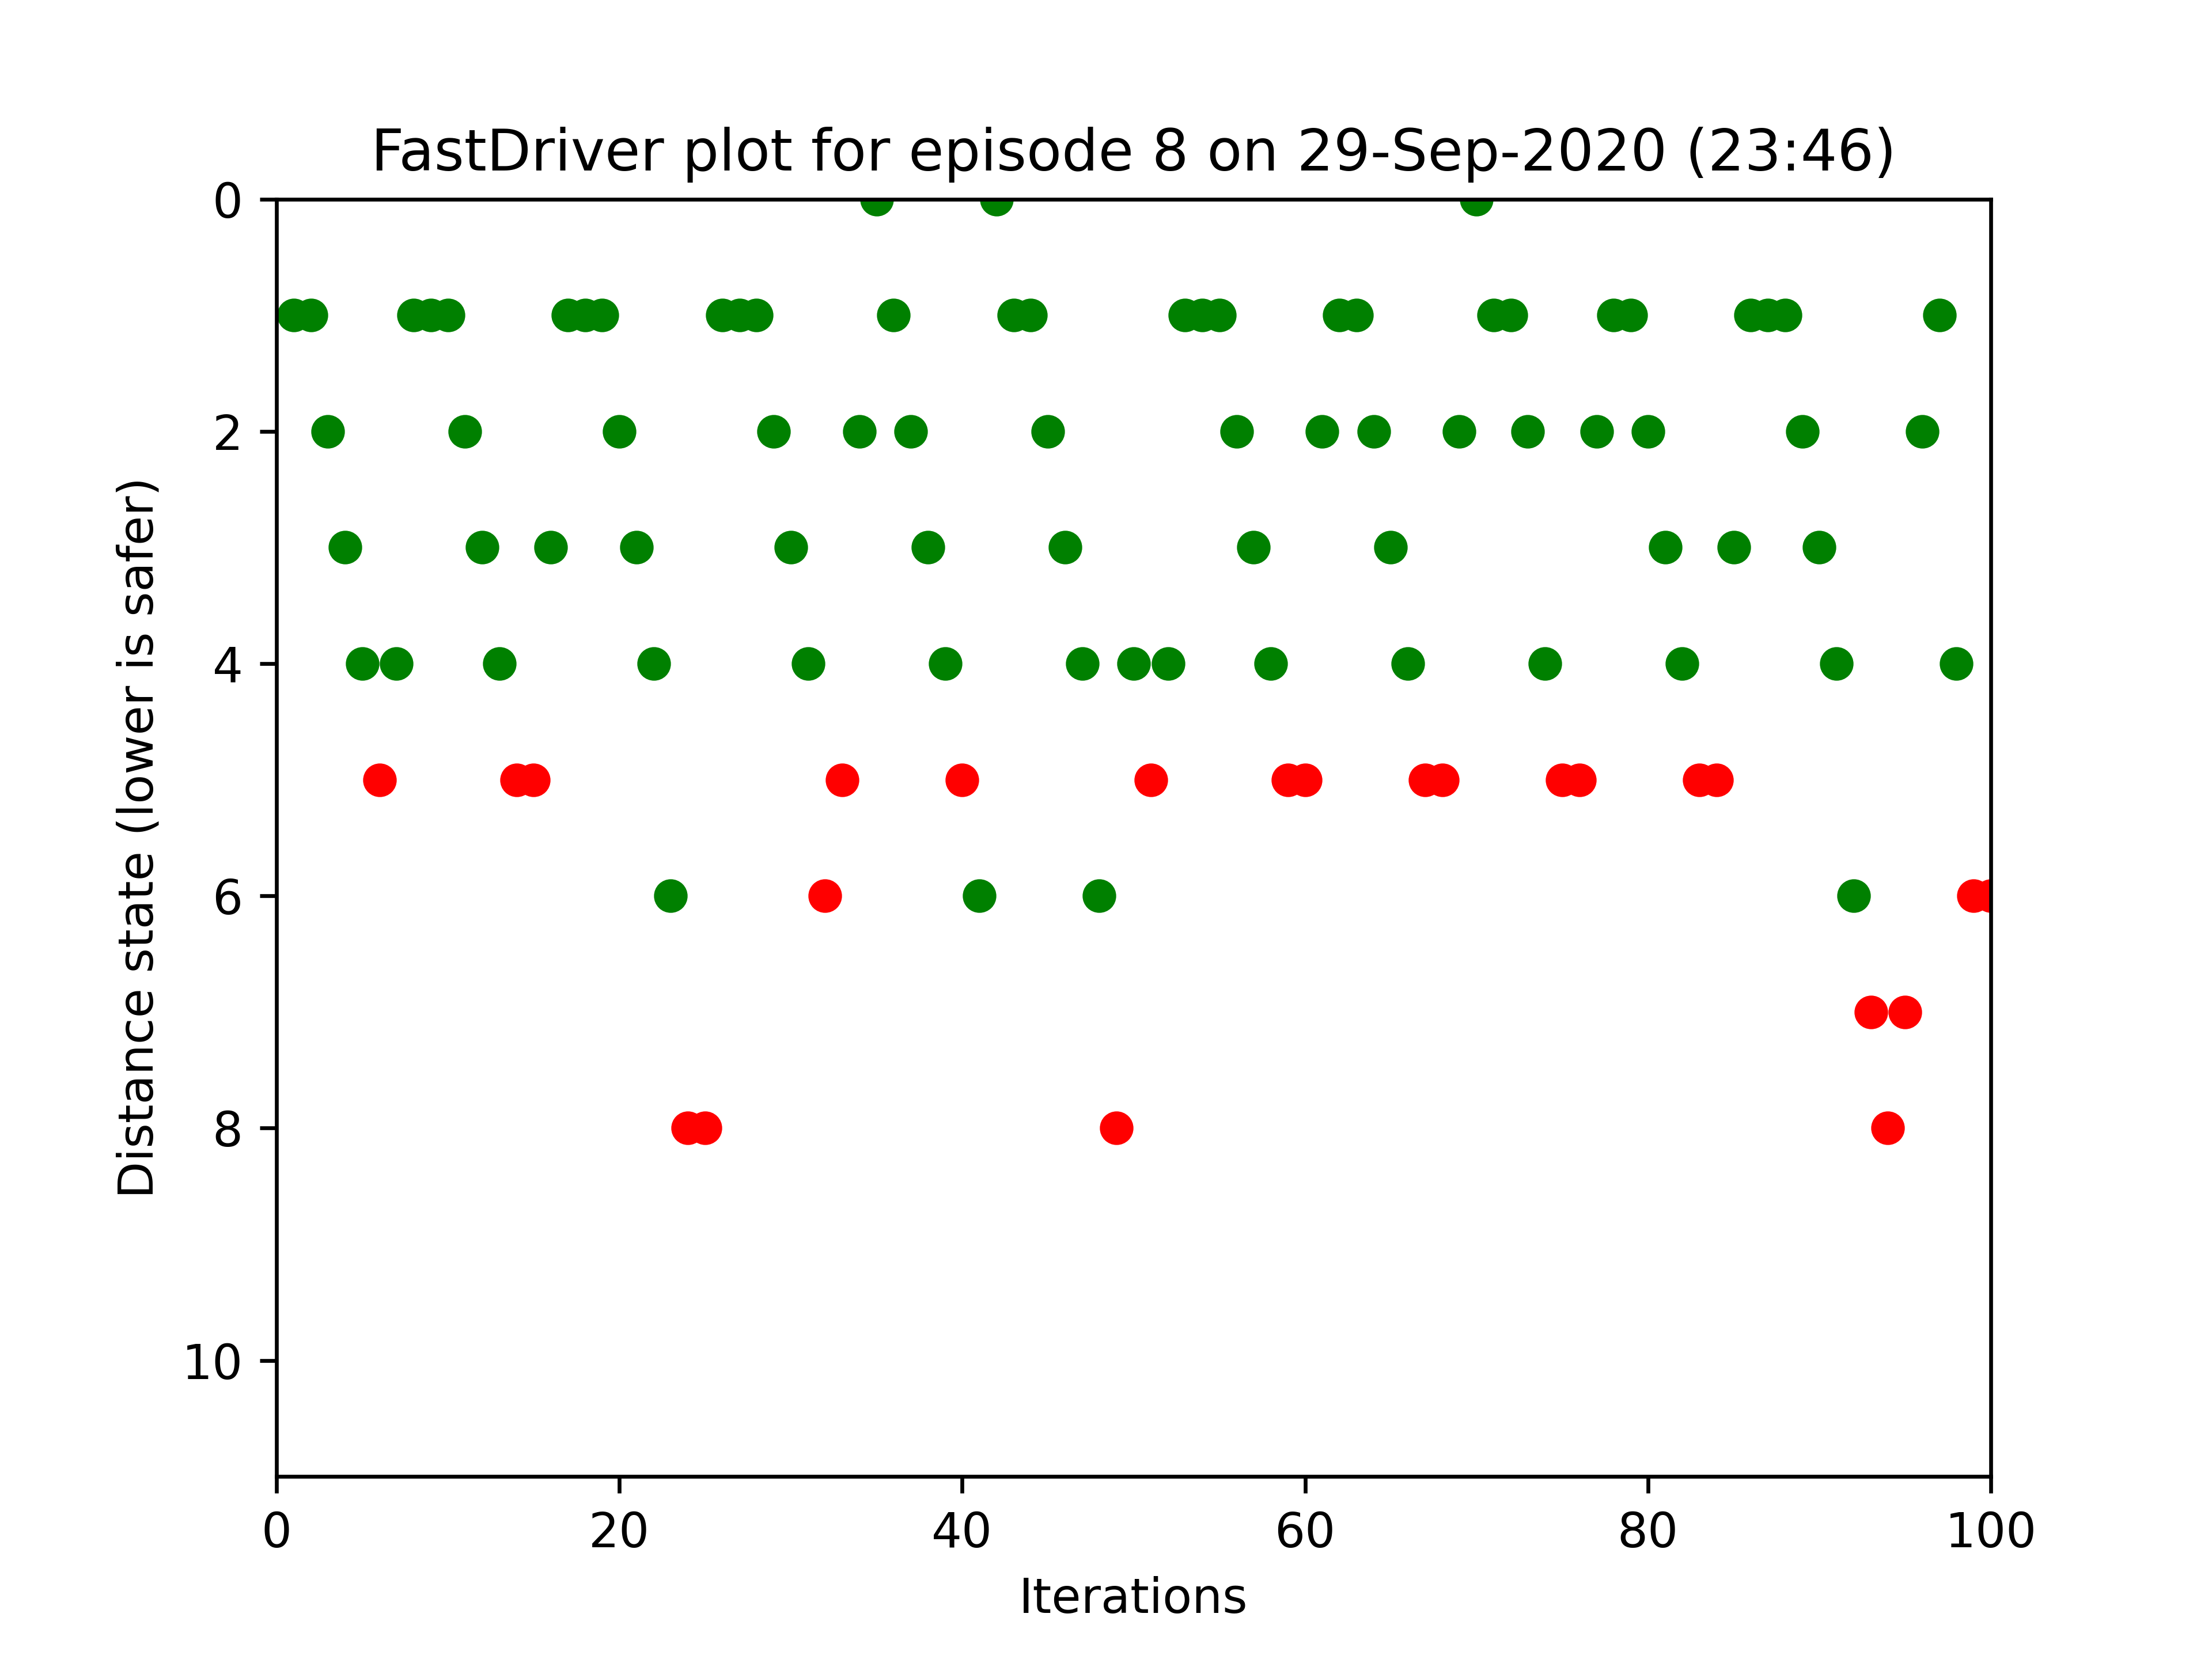 FastDriver plot for episode 8 on 29-Sep-2020 (23:46)
0
2
4
6
8
10
Distance state (lower is safer)
0 20 40 60 80 100
Iterations